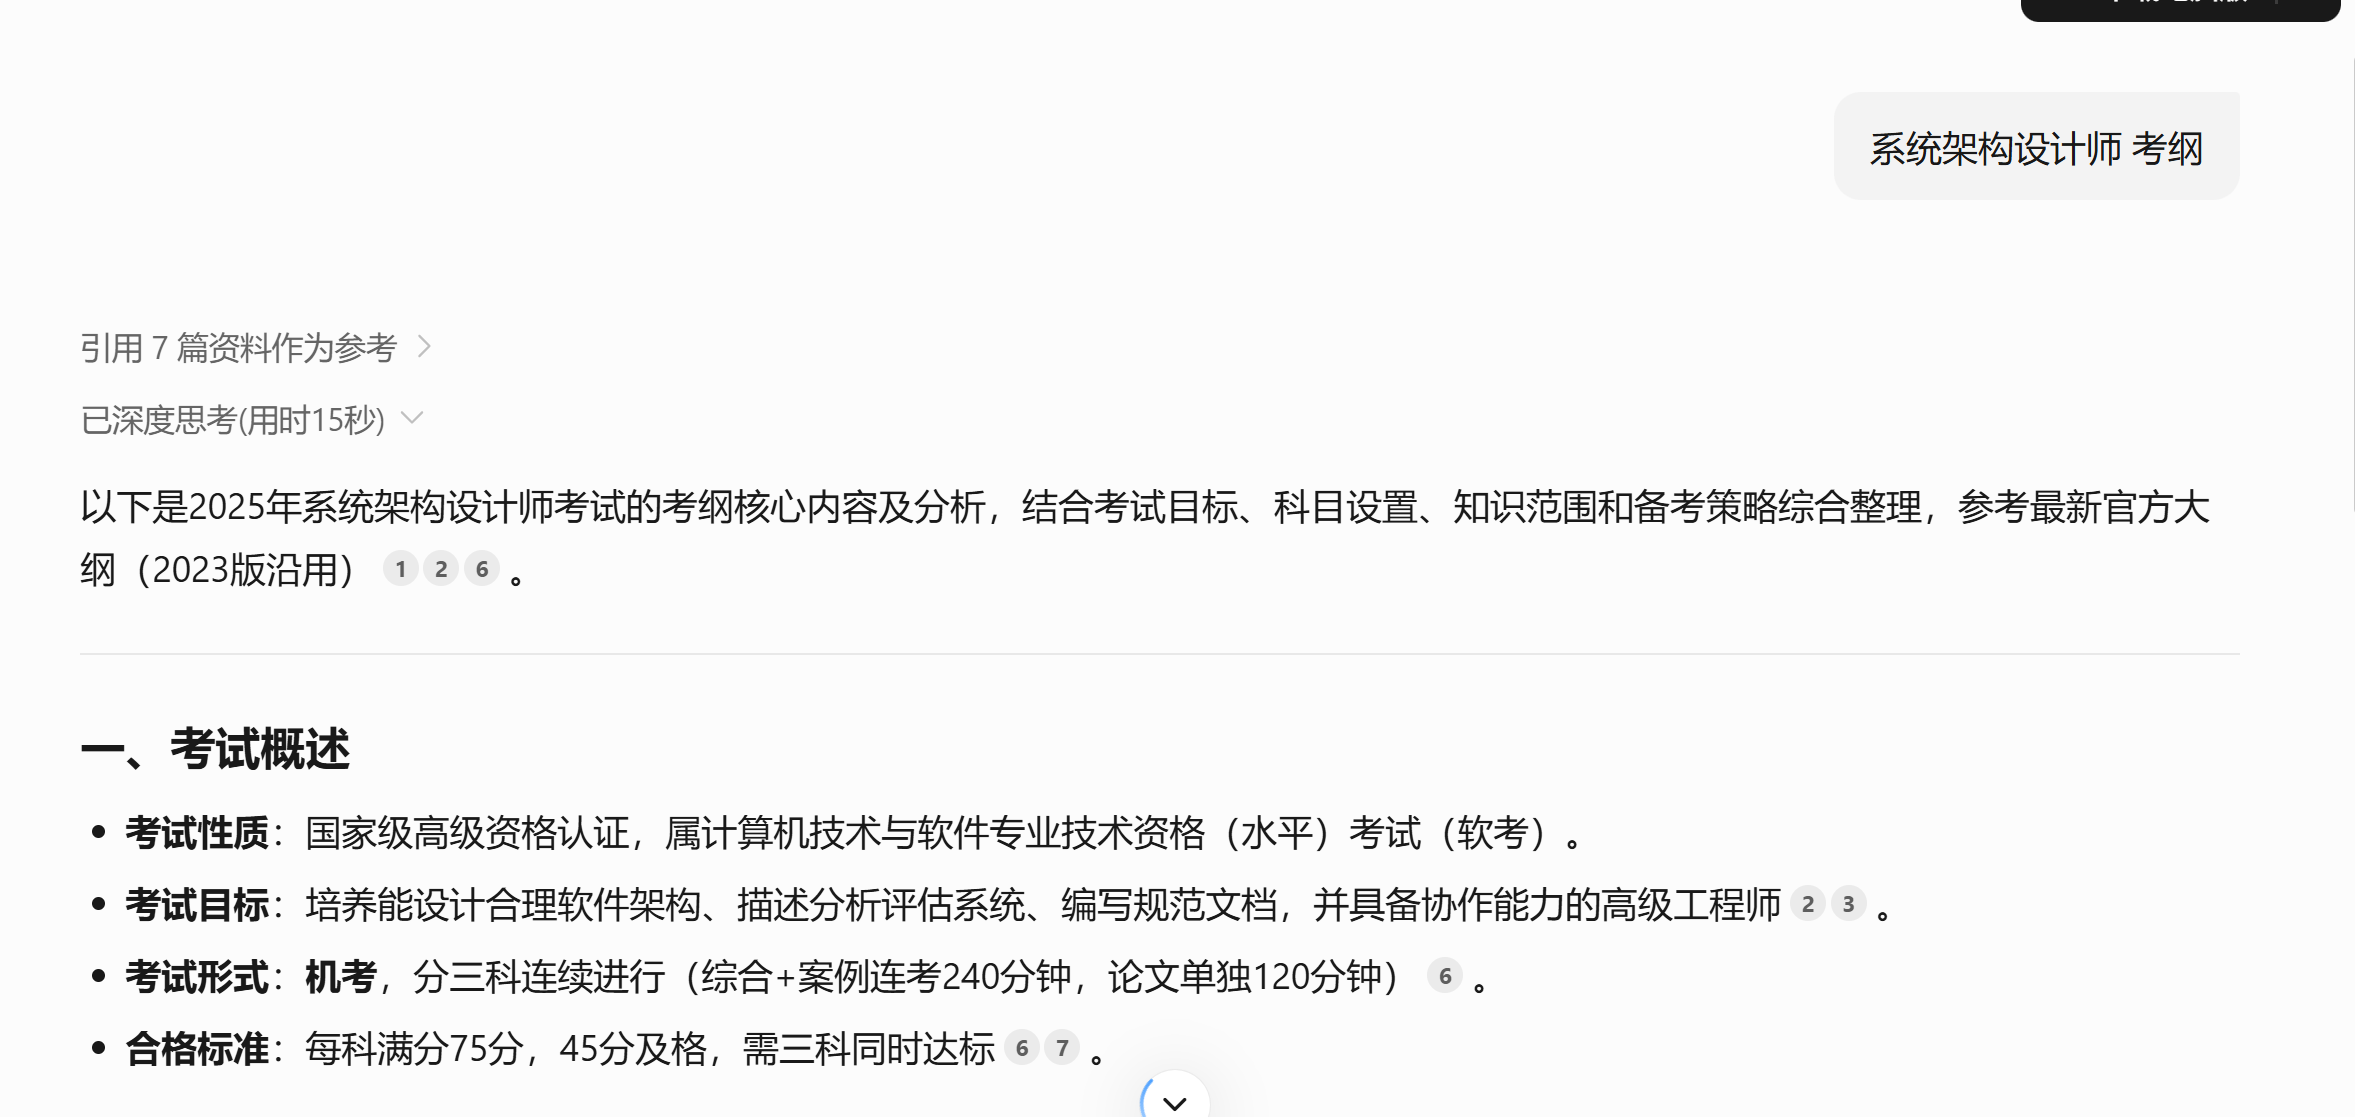 系统架构设计师 考纲
引用 7 篇资料作为参考
已深度思考(用时15秒)
以下是2025年系统架构设计师考试的考纲核心内容及分析，结合考试目标、科目设置、知识范围和备考策略综合整理，参考最新官方大
纲（2023版沿用） 1 2 6 。
一、考试概述
• 考试性质：国家级高级资格认证，属计算机技术与软件专业技术资格（水平）考试（软考）。
• 考试目标：培养能设计合理软件架构、描述分析评估系统、编写规范文档，并具备协作能力的高级工程师 2 3 。
• 考试形式：机考，分三科连续进行（综合+案例连考240分钟，论文单独120分钟） 6 。
• 合格标准：每科满分75分，45分及格，需三科同时达标 6 7 。